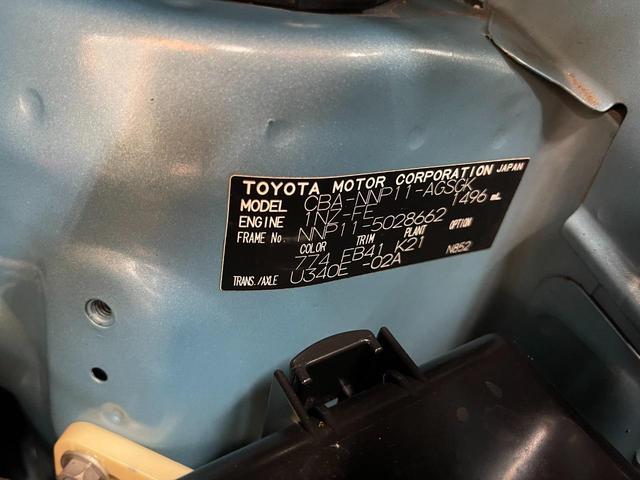 TOYOTA MOTOR CORPORATION JAPAN
MODEL CBA-NNP11-AGSGK
ENGINE 1NZ-FE 1496 mL
FRAME No. NNP11-5028662
COLOR TRIM PLANT OPTION
774 EB41 K21 N852
TRANS./AXLE U340E -02A